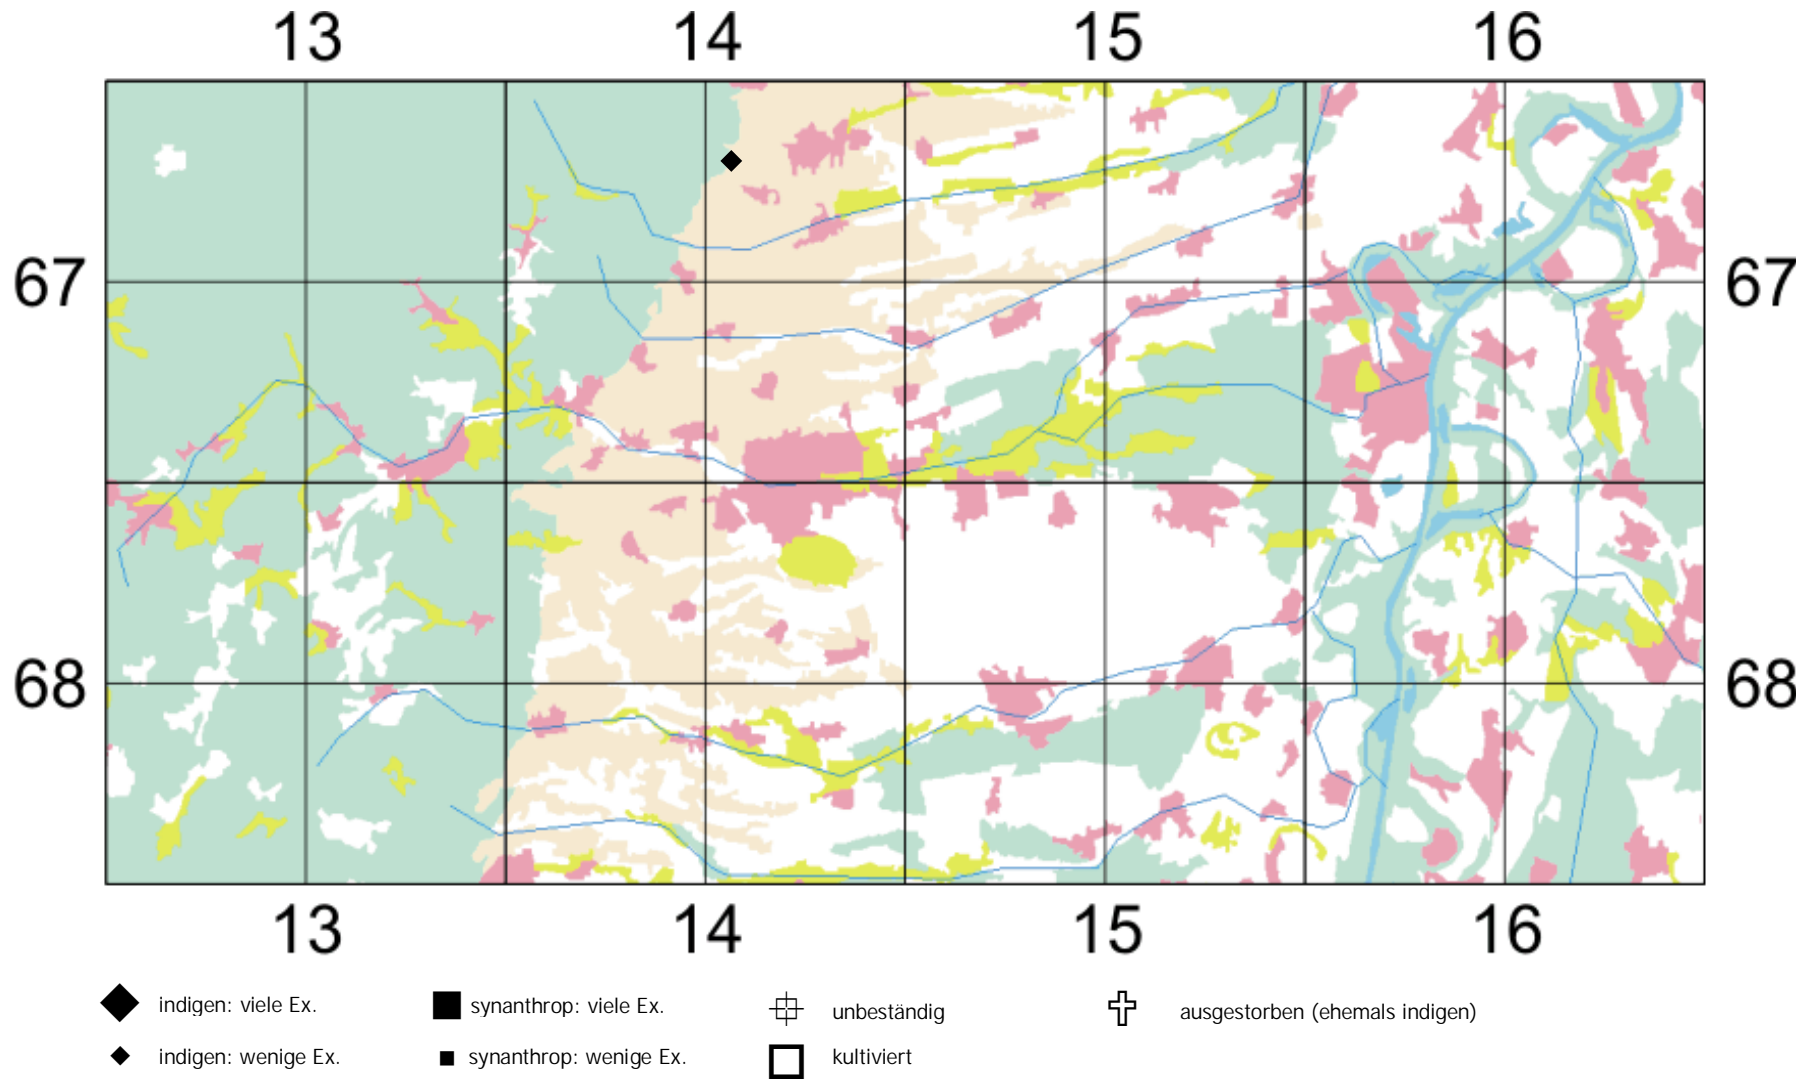 13 14 15 16
67 67
68 68
13 14 15 16
indigen: viele Ex. synanthrop: viele Ex. unbeständig ausgestorben (ehemals indigen)
indigen: wenige Ex. synanthrop: wenige Ex. kultiviert